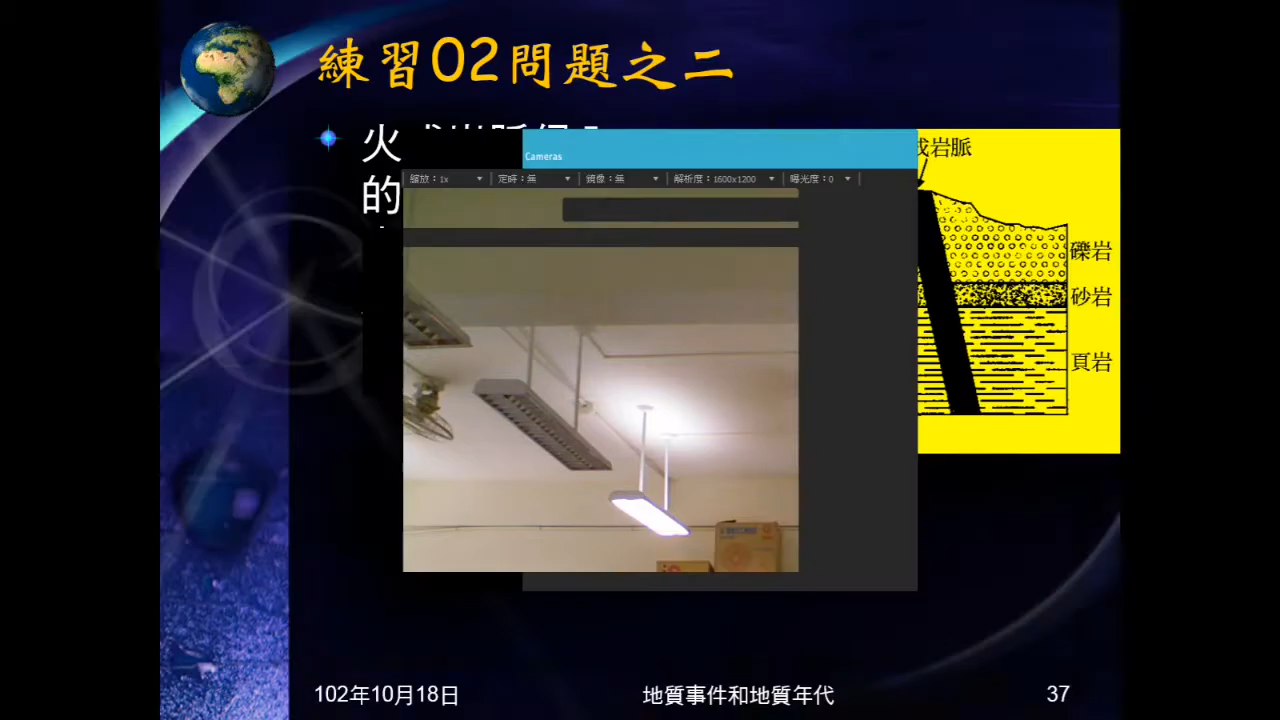 練習02問題之二
火
的
成岩脈
Cameras
縮放：1x
定時：無
鏡像：無
解析度：1600x1200
曝光度：0
礫岩
砂岩
頁岩
102年10月18日
地質事件和地質年代
37